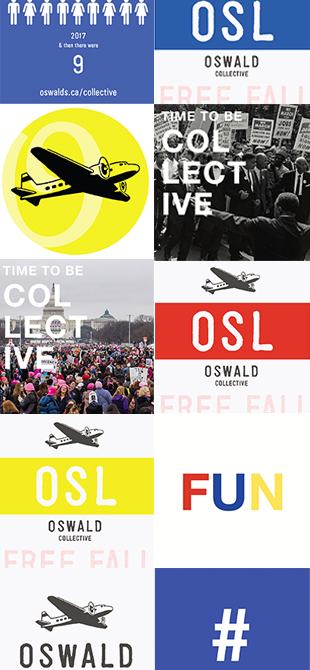 2017
& then there were
9
oswalds.ca/collective
OSL
OSWALD
COLLECTIVE
FREE FALL
TIME TO BE
COL
LECT
IVE
TIME TO BE
COL
LECT
IVE
OSL
OSWALD
COLLECTIVE
FREE FALL
OSL
OSWALD
COLLECTIVE
FREE FALL
FUN
OSWALD
#